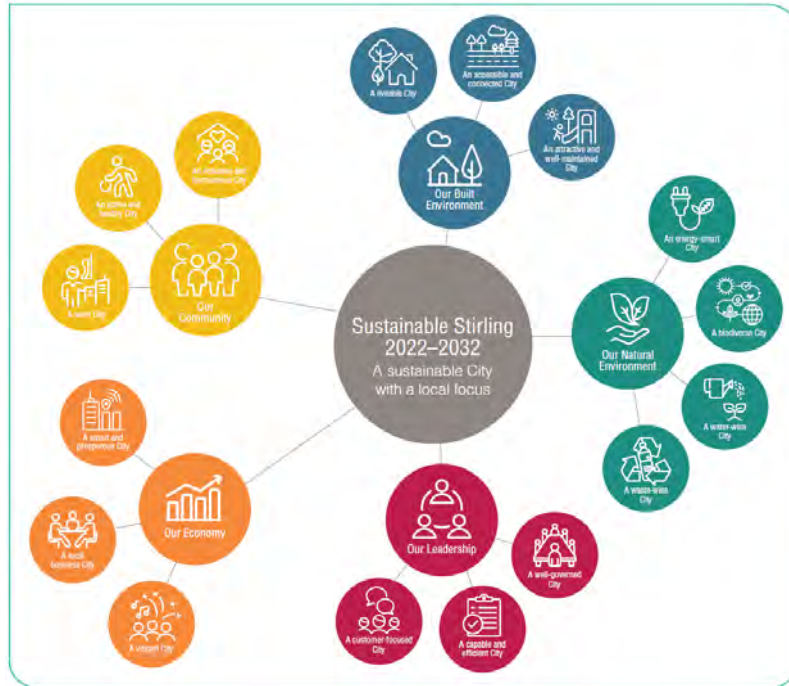 A liveable City
An accessible and
connected City
An attractive and
well-maintained
City
Our Built
Environment
An active and
healthy City
A safer City
Our
Community
Sustainable Stirling
2022–2032
A sustainable City
with a local focus
An energy-smart
City
A biodiverse City
A water-wise
City
A waste-wise
City
Our Natural
Environment
A smart and
prosperous City
A local
business City
A vibrant City
Our Economy
Our Leadership
A well-governed
City
A capable and
efficient City
A customer-focused
City